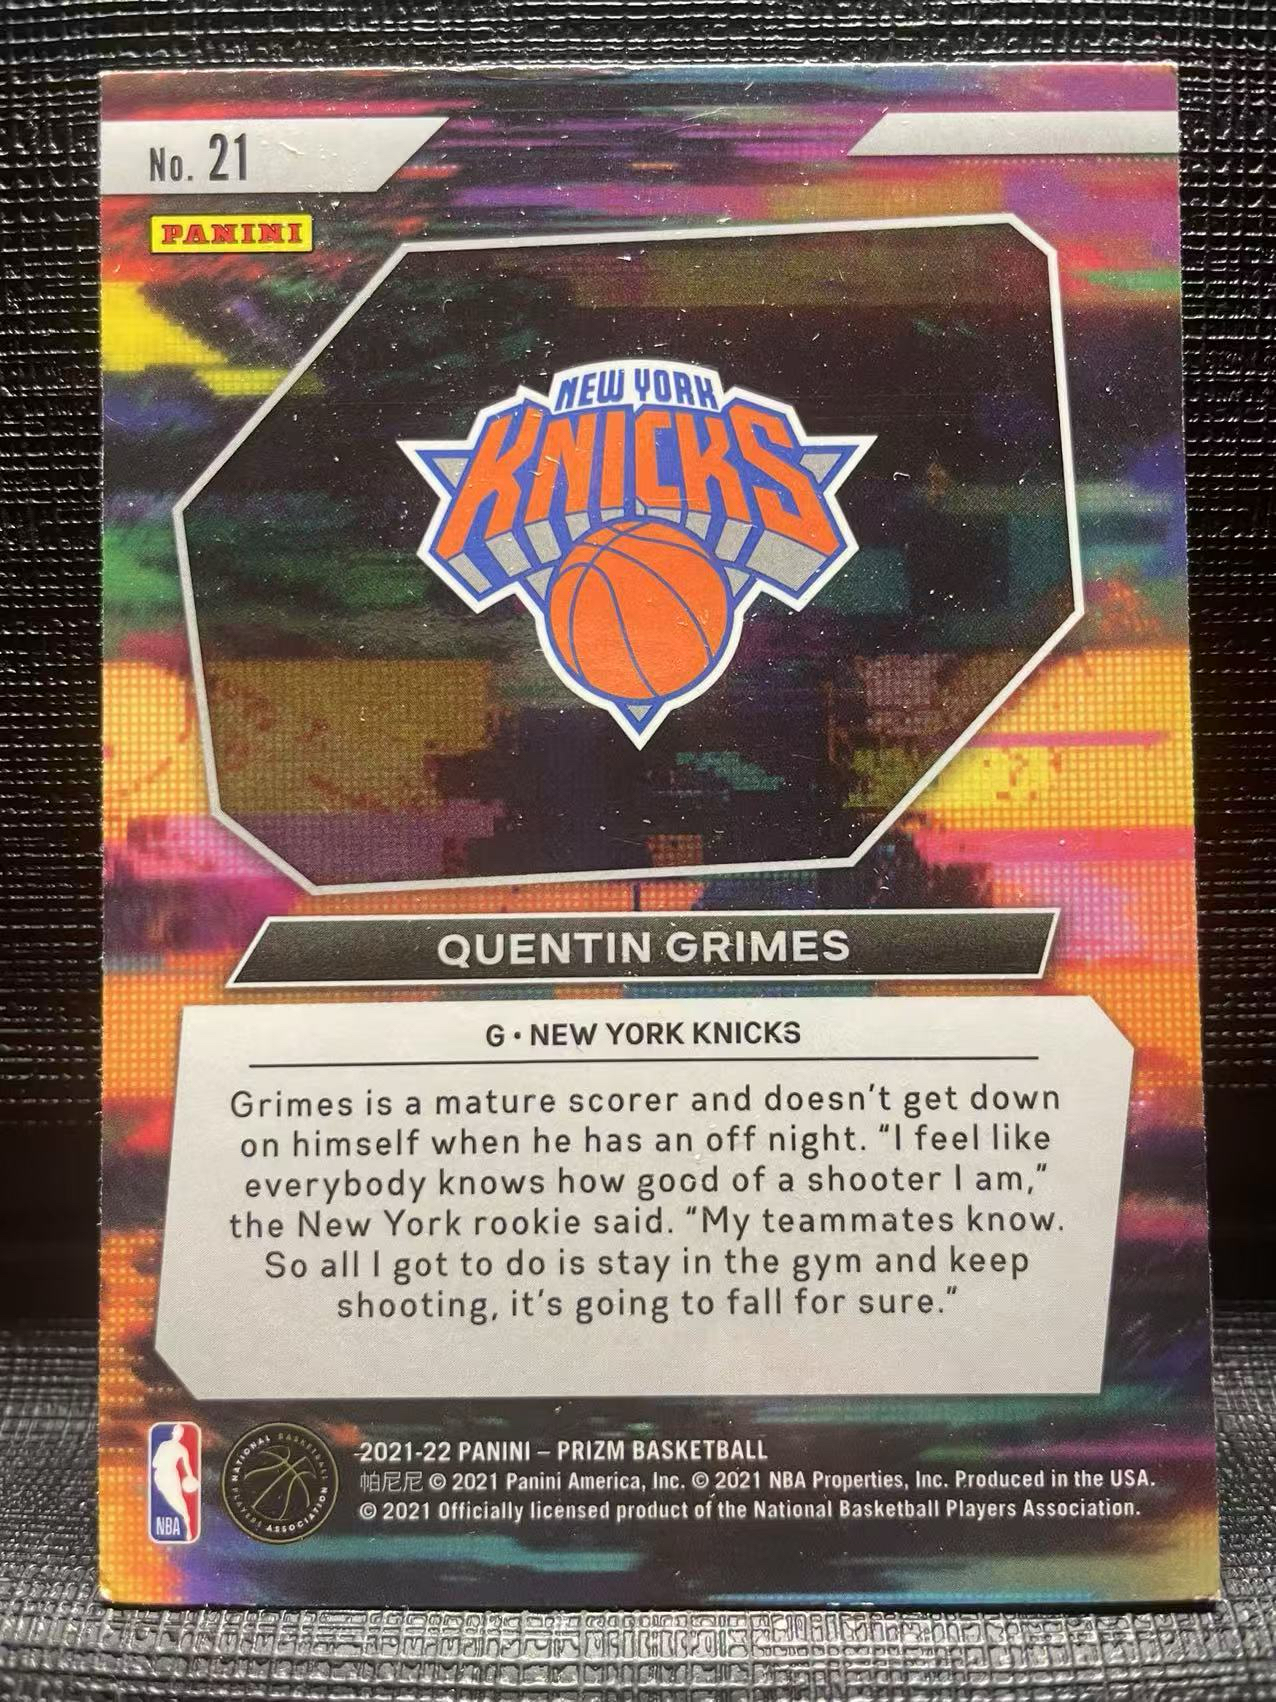 No. 21
PANINI
NEW YORK
KNICKS
QUENTIN GRIMES
G • NEW YORK KNICKS
Grimes is a mature scorer and doesn't get down
on himself when he has an off night. “I feel like
everybody knows how good of a shooter I am,”
the New York rookie said. “My teammates know.
So all I got to do is stay in the gym and keep
shooting, it's going to fall for sure.”
NBA
NATIONAL BASKETBALL
PLAYERS ASSOCIATION
2021-22 PANINI – PRIZM BASKETBALL
帕尼尼 © 2021 Panini America, Inc. © 2021 NBA Properties, Inc. Produced in the USA.
© 2021 Officially licensed product of the National Basketball Players Association.